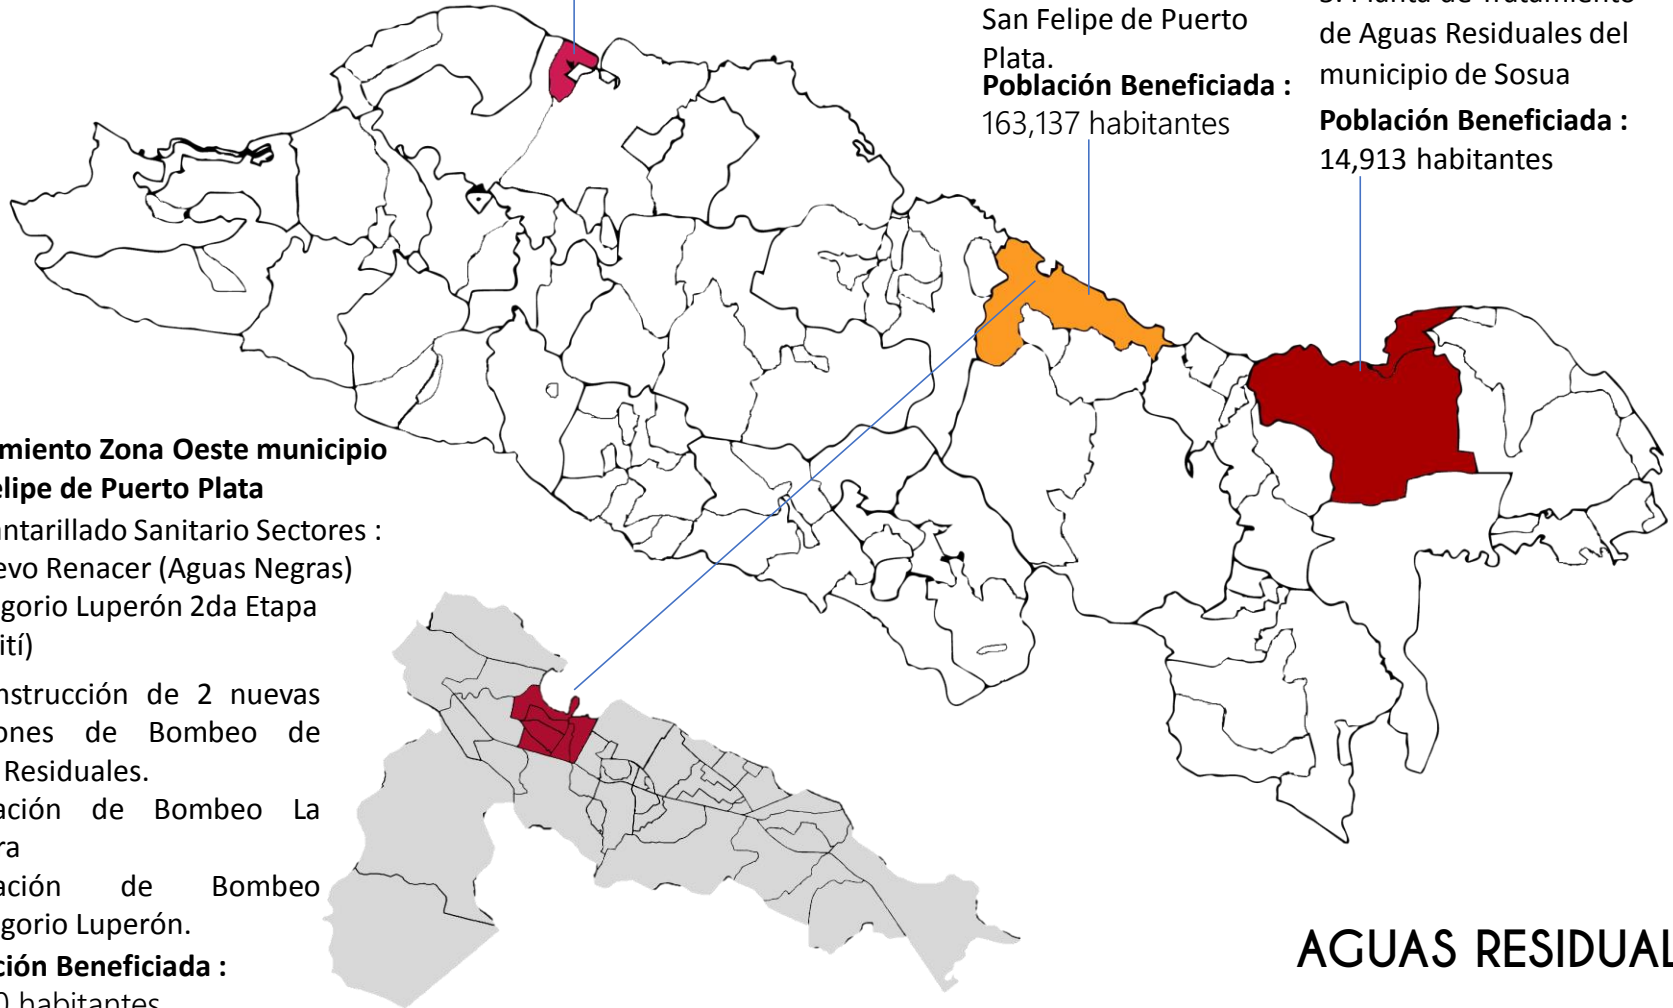 San Felipe de Puerto
Plata.
Población Beneficiada :
163,137 habitantes
de Aguas Residuales del
municipio de Sosua
Población Beneficiada :
14,913 habitantes
miento Zona Oeste municipio
elipe de Puerto Plata
antarillado Sanitario Sectores :
evo Renacer (Aguas Negras)
gorio Luperón 2da Etapa
ití)
nstrucción de 2 nuevas
ones de Bombeo de
Residuales.
ación de Bombeo La
ra
ación de Bombeo
gorio Luperón.
ción Beneficiada :
0 habitantes
AGUAS RESIDUAL